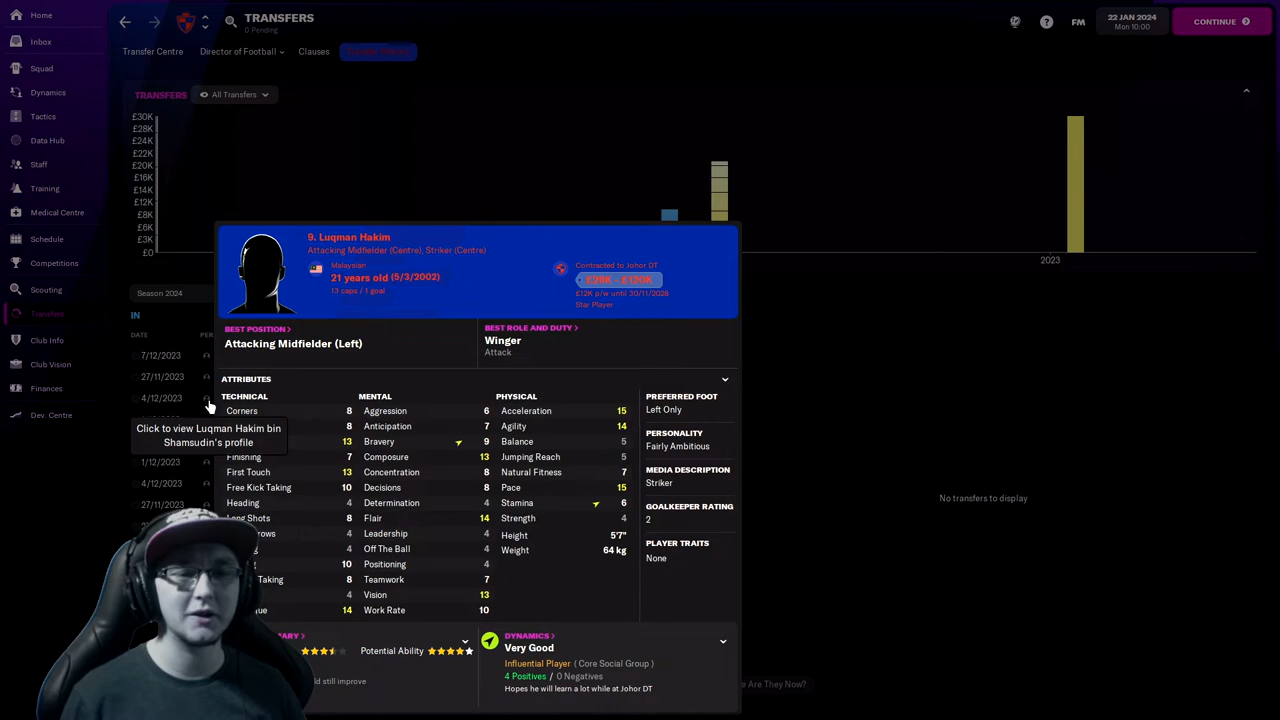 Home
Inbox
Squad
Dynamics
Tactics
Data Hub
Staff
Training
Medical Centre
Schedule
Competitions
Scouting
Transfers
Club Info
Club Vision
Finances
Dev. Centre
TRANSFERS
0 Pending
FM
22 JAN 2024
Mon 10:00
CONTINUE
Transfer Centre
Director of Football
Clauses
TRANSFERS
All Transfers
£30K
£28K
£24K
£22K
£20K
£18K
£14K
£12K
£8K
£6K
£3K
£0
2023
Season 2024
IN
DATE
PER
7/12/2023
27/11/2023
4/12/2023
Click to view Luqman Hakim bin
Shamsudin's profile
1/12/2023
4/12/2023
27/11/2023
9. Luqman Hakim
Attacking Midfielder (Centre), Striker (Centre)
Malaysian
21 years old (5/3/2002)
13 caps / 1 goal
Contracted to Johor DT
£28K - £120K
£12K p/w until 30/11/2028
Star Player
BEST POSITION >
Attacking Midfielder (Left)
BEST ROLE AND DUTY >
Winger
Attack
ATTRIBUTES
TECHNICAL
Corners 8
8
13
Finishing 7
First Touch 13
Free Kick Taking 10
Heading 4
Long Shots 8
4
4
10
Taking 8
4
14
MENTAL
Aggression 6
Anticipation 7
Bravery 9
Composure 13
Concentration 8
Decisions 8
Determination 4
Flair 14
Leadership 4
Off The Ball 4
Positioning 4
Teamwork 7
Vision 13
Work Rate 10
PHYSICAL
Acceleration 15
Agility 14
Balance 5
Jumping Reach 5
Natural Fitness 7
Pace 15
Stamina 6
Strength 4
Height 5'7"
Weight 64 kg
PREFERRED FOOT
Left Only
PERSONALITY
Fairly Ambitious
MEDIA DESCRIPTION
Striker
GOALKEEPER RATING
2
PLAYER TRAITS
None
Potential Ability
still improve
DYNAMICS >
Very Good
Influential Player ( Core Social Group )
4 Positives / 0 Negatives
Hopes he will learn a lot while at Johor DT
No transfers to display
Are They Now?